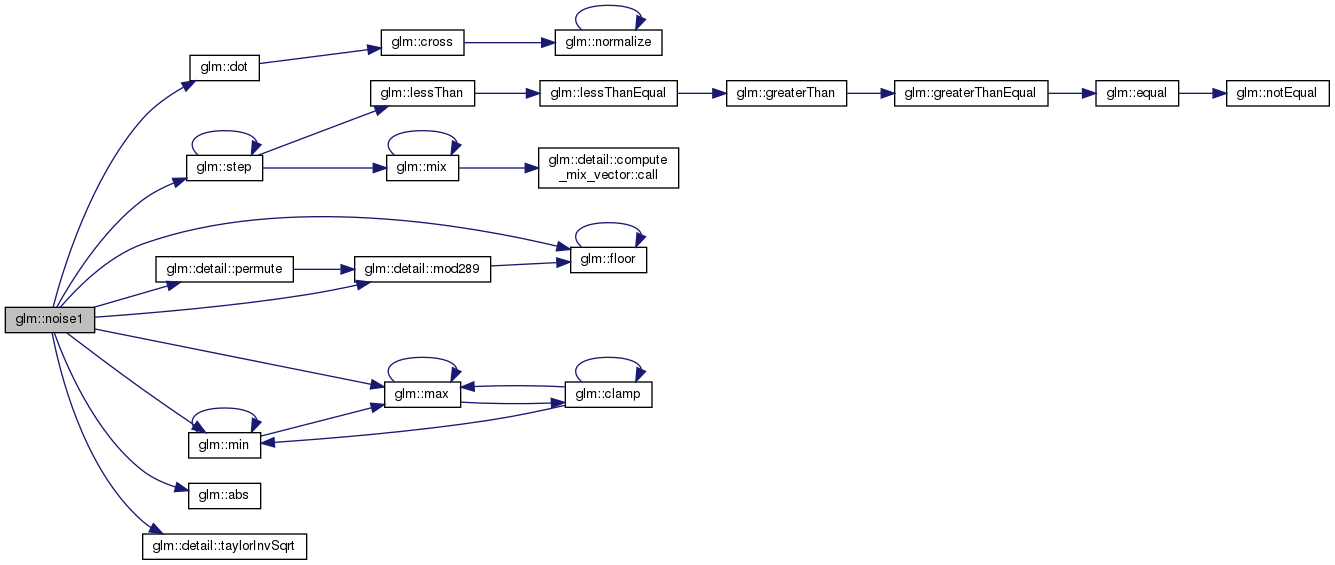 glm::cross
glm::normalize
glm::dot
glm::lessThan
glm::lessThanEqual
glm::greaterThan
glm::greaterThanEqual
glm::equal
glm::notEqual
glm::step
glm::mix
glm::detail::compute
_mix_vector::call
glm::floor
glm::detail::permute
glm::detail::mod289
glm::noise1
glm::max
glm::clamp
glm::min
glm::abs
glm::detail::taylorInvSqrt